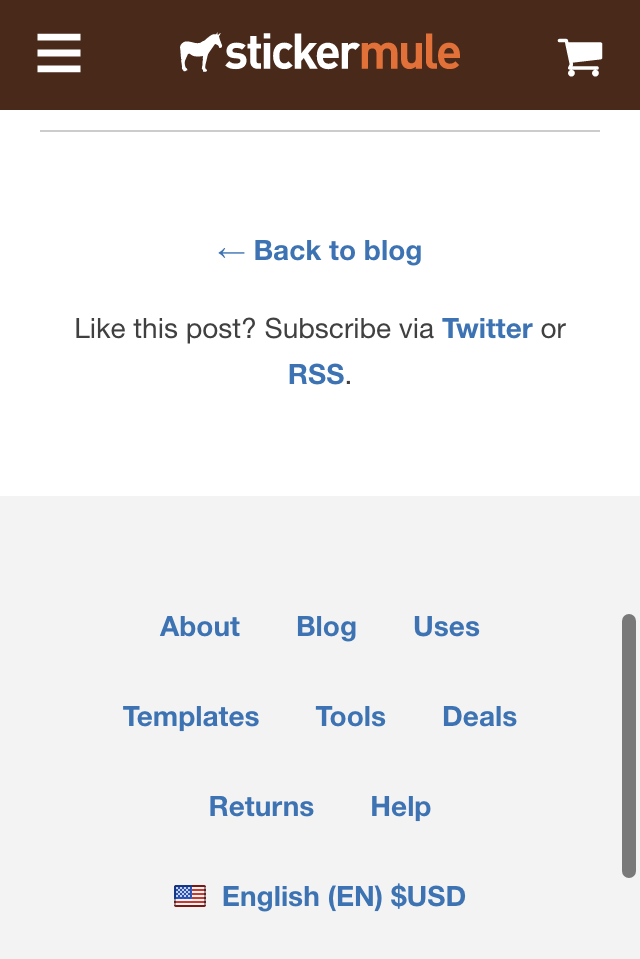 stickermule
← Back to blog
Like this post? Subscribe via Twitter or
RSS.
About Blog Uses
Templates Tools Deals
Returns Help
English (EN) $USD